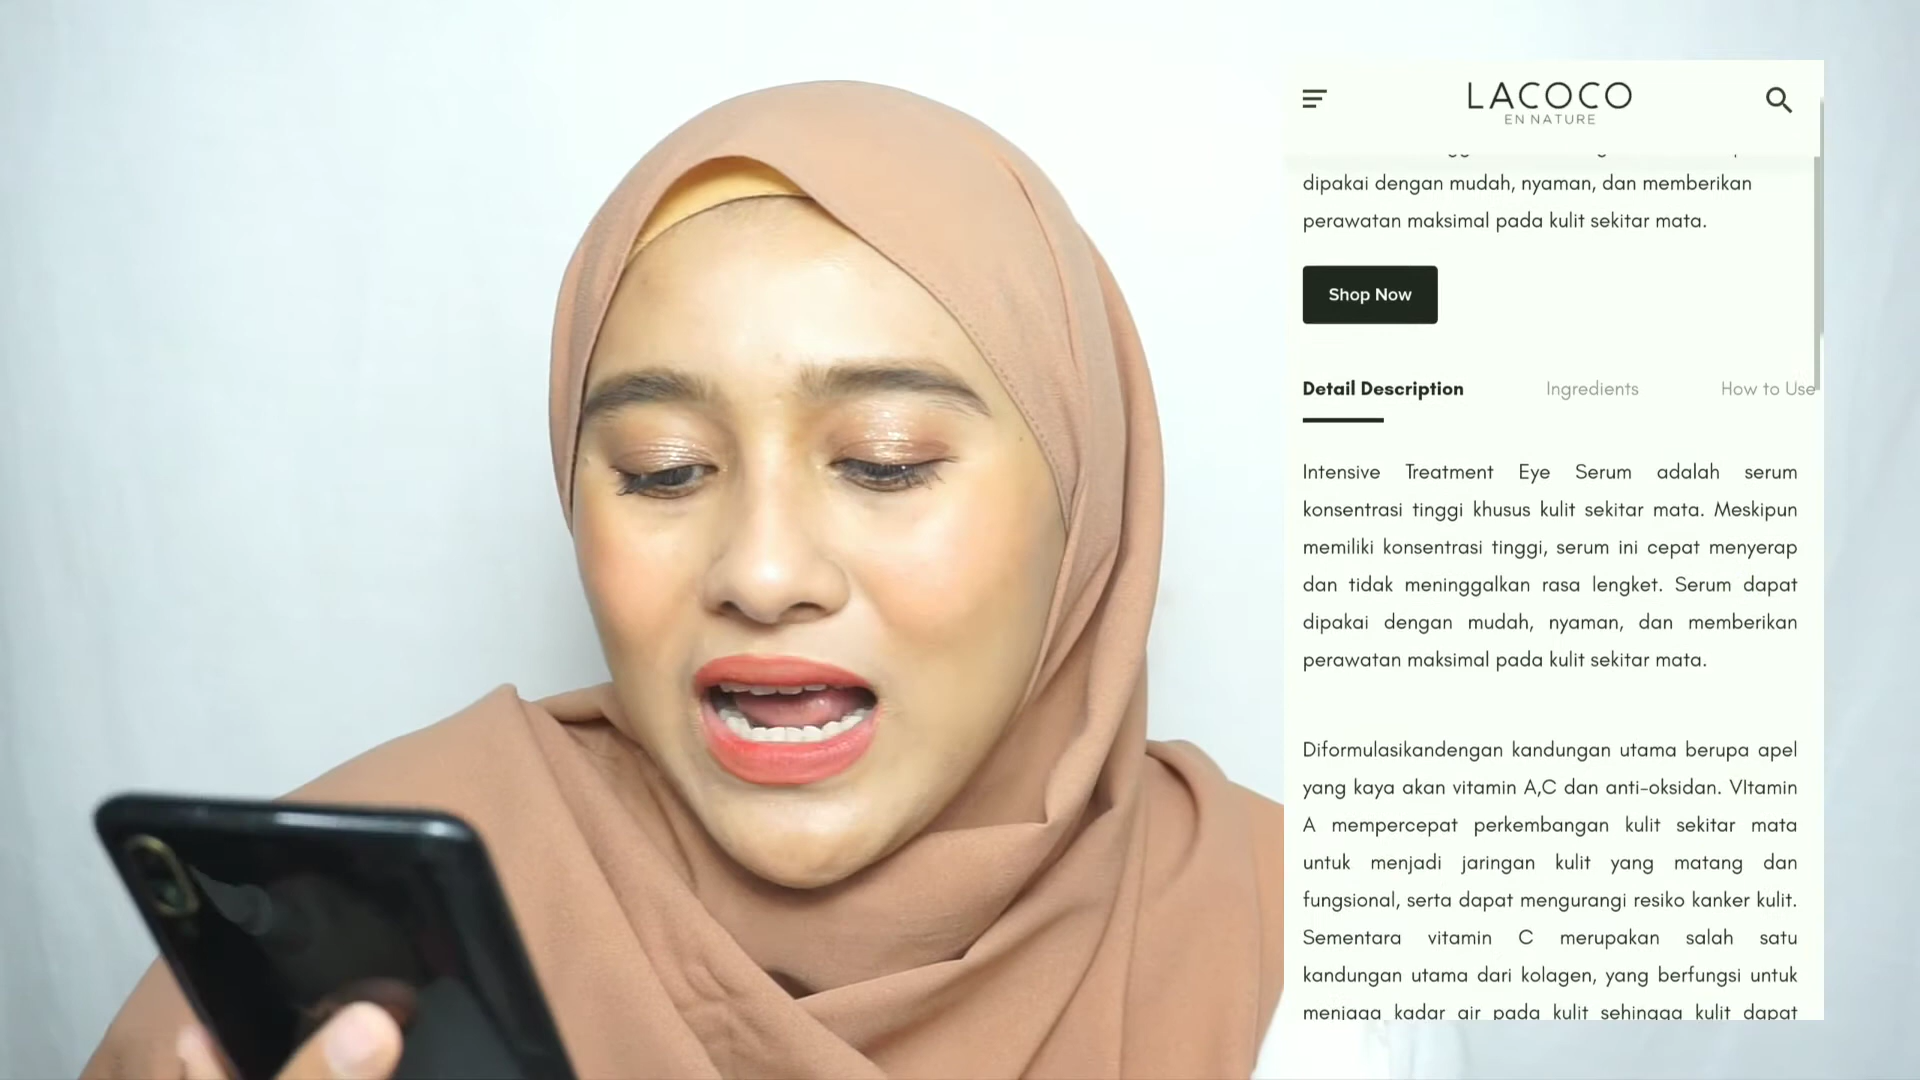 LACOCO
EN NATURE
dipakai dengan mudah, nyaman, dan memberikan
perawatan maksimal pada kulit sekitar mata.
Shop Now
Detail Description Ingredients How to Use
Intensive Treatment Eye Serum adalah serum
konsentrasi tinggi khusus kulit sekitar mata. Meskipun
memiliki konsentrasi tinggi, serum ini cepat menyerap
dan tidak meninggalkan rasa lengket. Serum dapat
dipakai dengan mudah, nyaman, dan memberikan
perawatan maksimal pada kulit sekitar mata.
Diformulasikandengan kandungan utama berupa apel
yang kaya akan vitamin A,C dan anti-oksidan. VItamin
A mempercepat perkembangan kulit sekitar mata
untuk menjadi jaringan kulit yang matang dan
fungsional, serta dapat mengurangi resiko kanker kulit.
Sementara vitamin C merupakan salah satu
kandungan utama dari kolagen, yang berfungsi untuk
menjaga kadar air pada kulit sehingga kulit dapat